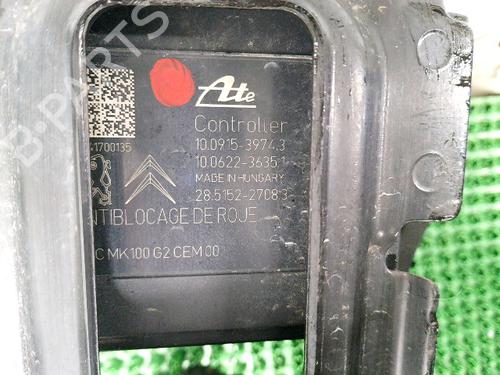 B-PARTS
Ate
Controller
1700135
10.0915-3974.3
10.0622-3635.1
MADE IN HUNGARY
28.5152-2708.3
NTIBLOCAGE DE ROUE
C MK100 G2 CEM 00